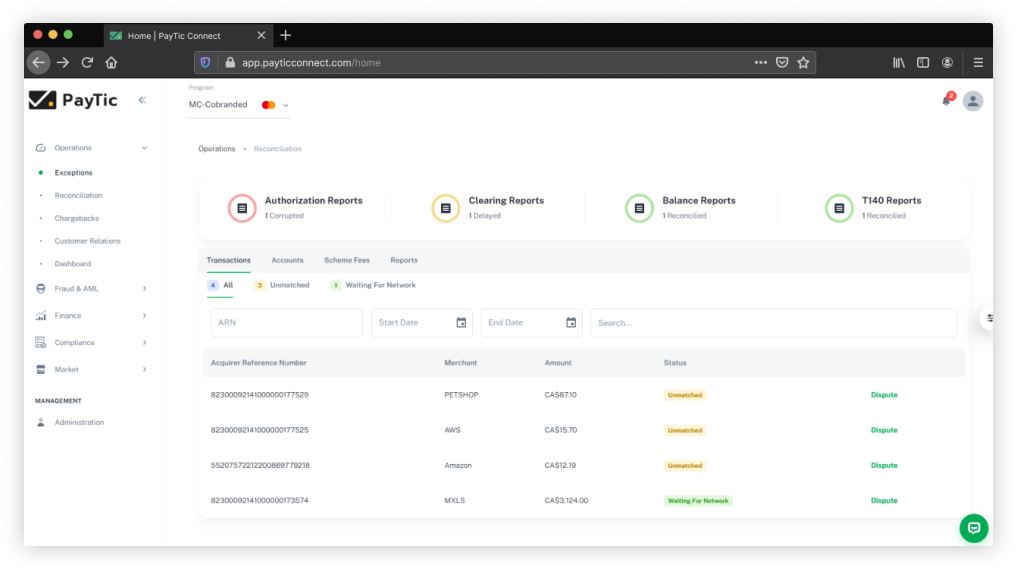 Home | PayTic Connect
app.payticconnect.com/home
PayTic
Program
MC-Cobranded
2
Operations
Exceptions
Reconciliation
Chargebacks
Customer Relations
Dashboard
Fraud & AML
Finance
Compliance
Market
MANAGEMENT
Administration
Operations • Reconciliation
Authorization Reports
1 Corrupted
Clearing Reports
1 Delayed
Balance Reports
1 Reconcilied
T140 Reports
1 Reconcilied
Transactions Accounts Scheme Fees Reports
4 All 3 Unmatched 1 Waiting For Network
ARN Start Date End Date Search...
Acquirer Reference Number Merchant Amount Status
82300092141000000177529 PETSHOP CA$87.10 Unmatched Dispute
82300092141000000177525 AWS CA$15.70 Unmatched Dispute
55207572212200869779218 Amazon CA$12.19 Unmatched Dispute
82300092141000000173574 MXLS CA$3,124.00 Waiting For Network Dispute